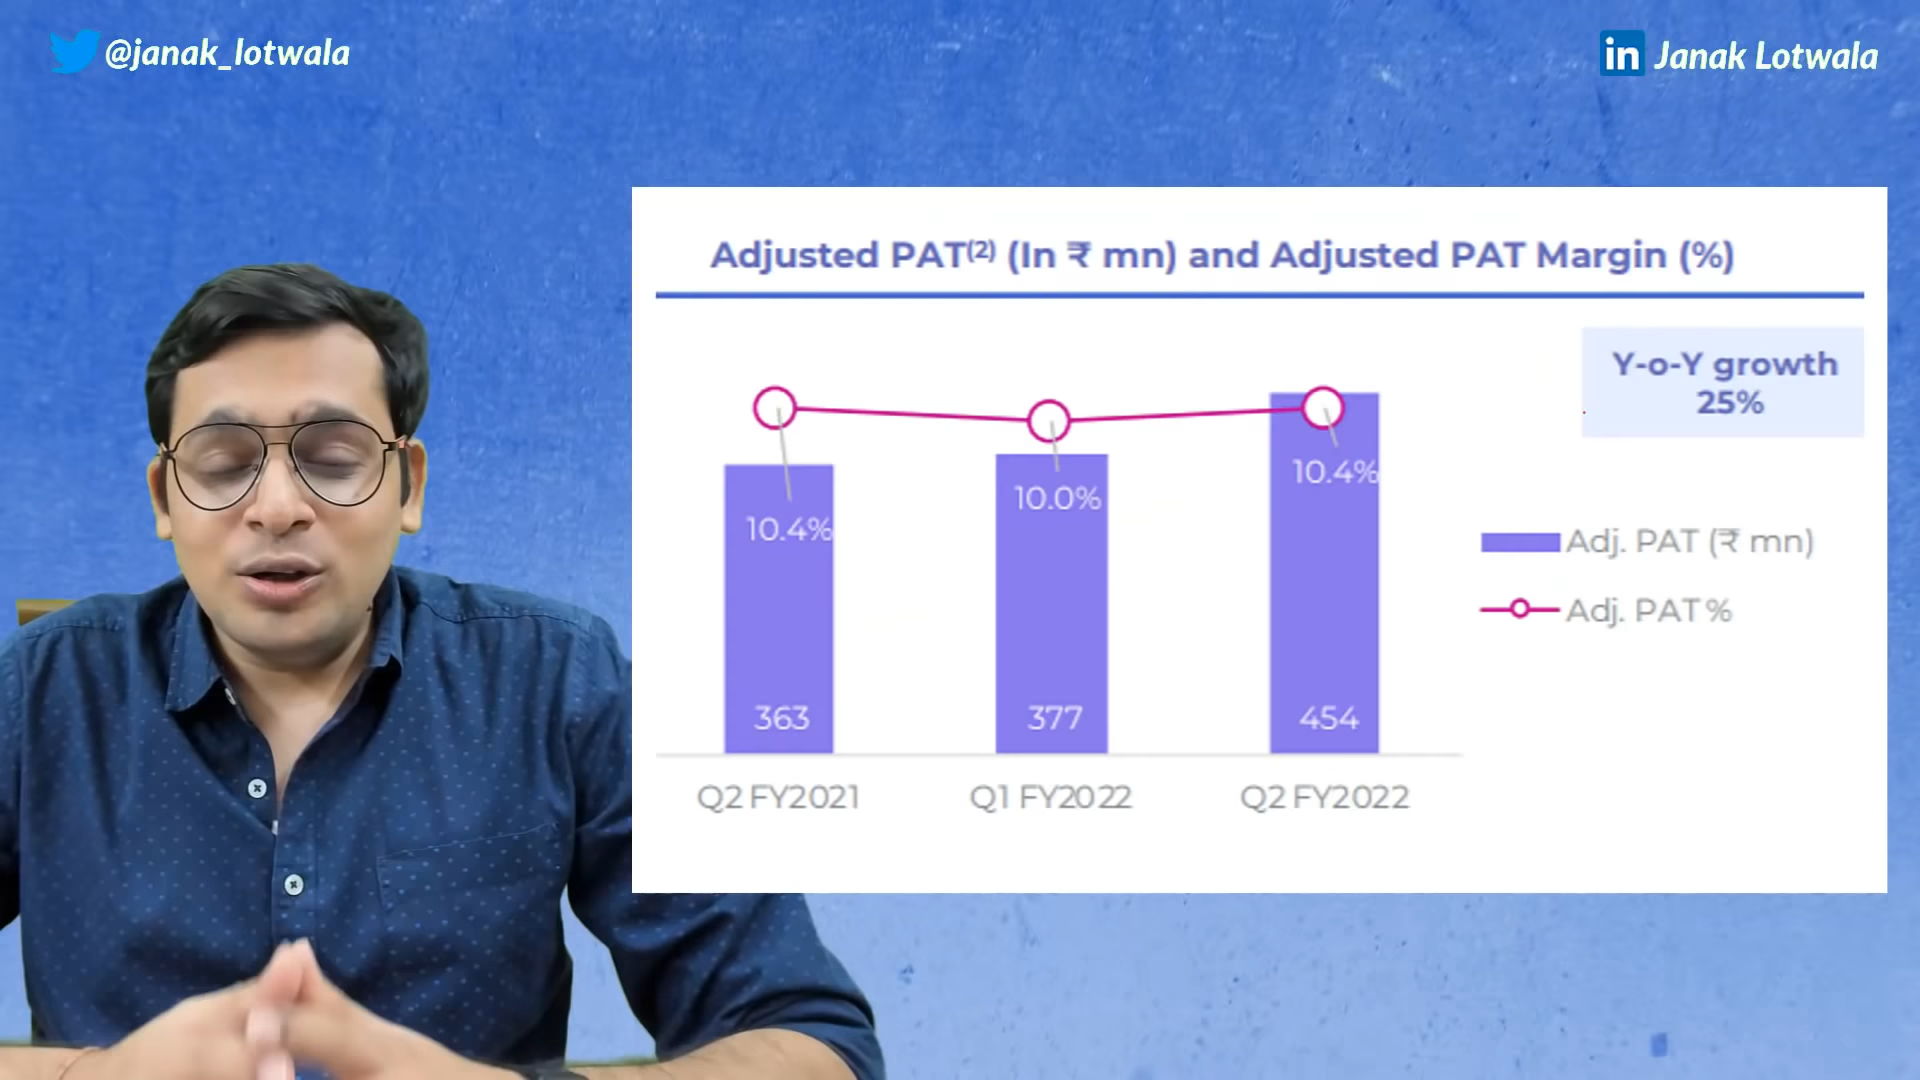 @janak_lotwala
in Janak Lotwala
Adjusted PAT(2) (In ₹ mn) and Adjusted PAT Margin (%)
Y-o-Y growth
25%
10.4%
10.0%
10.4%
Adj. PAT (₹ mn)
Adj. PAT %
363
377
454
Q2 FY2021
Q1 FY2022
Q2 FY2022